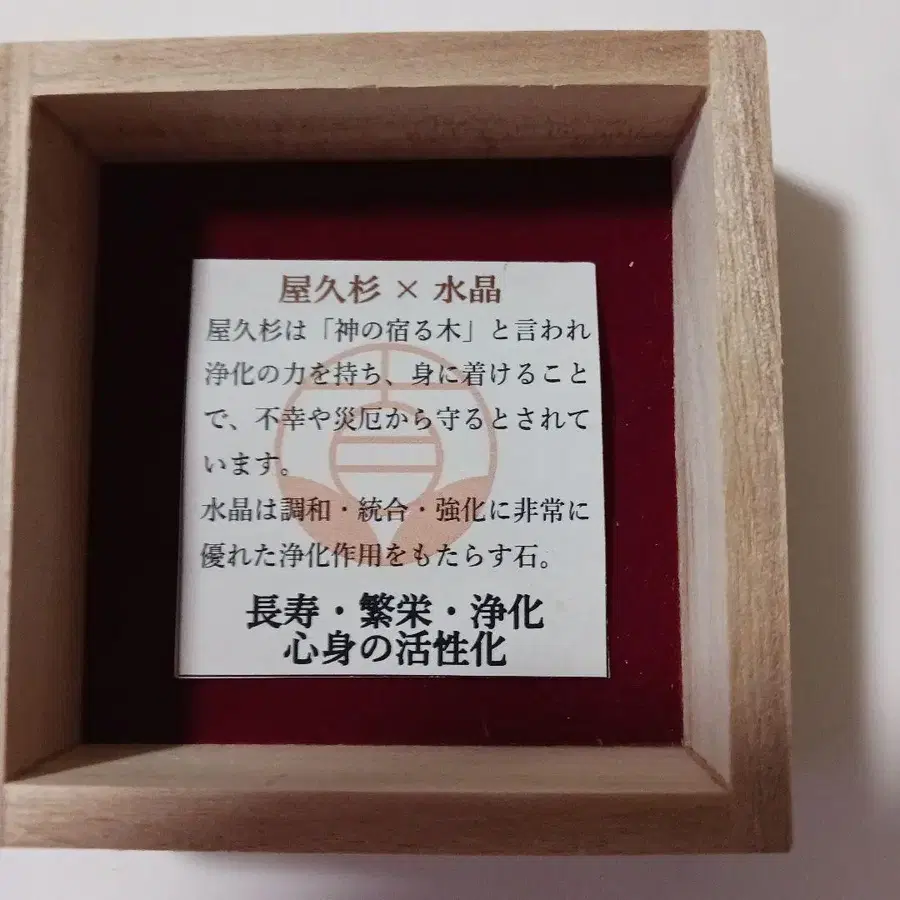 屋久杉 × 水晶
屋久杉は「神の宿る木」と言われ
浄化の力を持ち、身に着けること
で、不幸や災厄から守るとされて
います。
水晶は調和・統合・強化に非常に
優れた浄化作用をもたらす石。
長寿・繁栄・浄化
心身の活性化